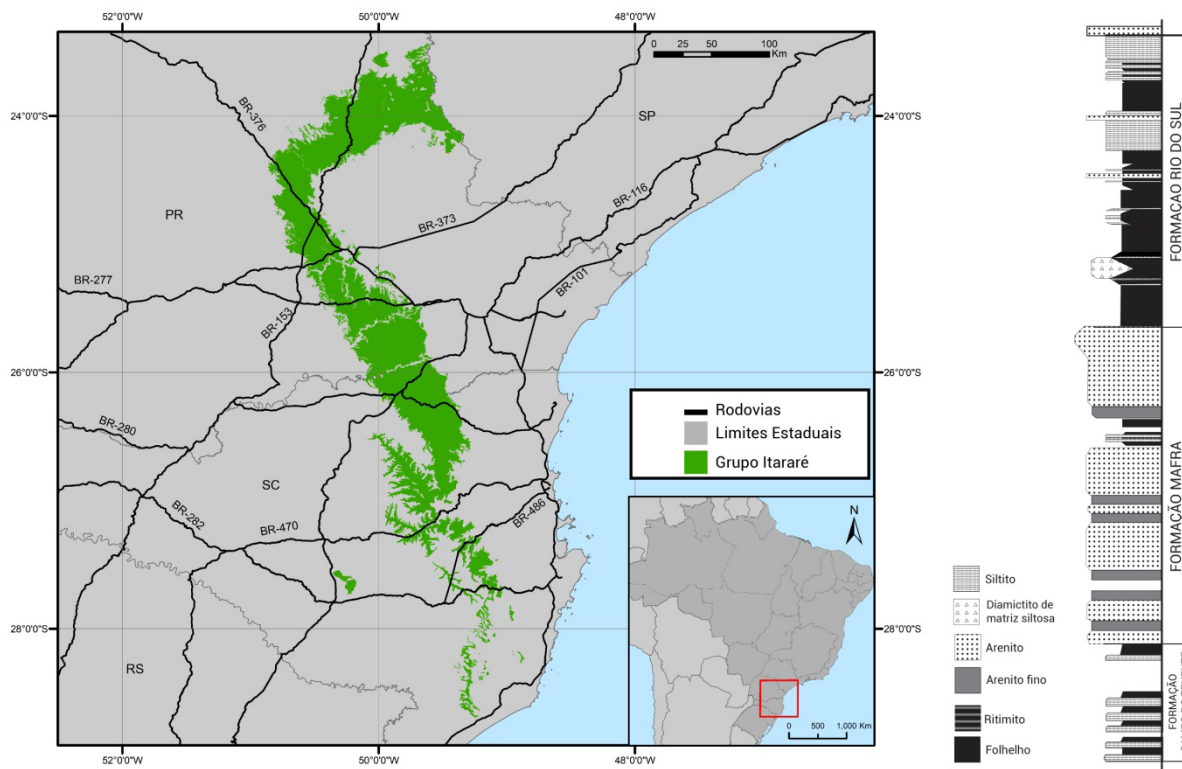 52°0'0"W
50°0'0"W
48°0'0"W
0 25 50 100
Km
24°0'0"S
24°0'0"S
BR-376
SP
PR
BR-116
BR-373
BR-101
BR-277
BR-153
26°0'0"S
26°0'0"S
BR-280
SC
BR-282
BR-470
BR-486
28°0'0"S
28°0'0"S
RS
Rodovias
Limites Estaduais
Grupo Itararé
N
0 500 1,000 Km
52°0'0"W
50°0'0"W
48°0'0"W
Siltito
Diamictito de
matriz siltosa
Arenito
Arenito fino
Ritimitó
Folhelho
FORMAÇAO RIO DO SUL
FORMAÇÃO MAFRA
FORMAÇÃO